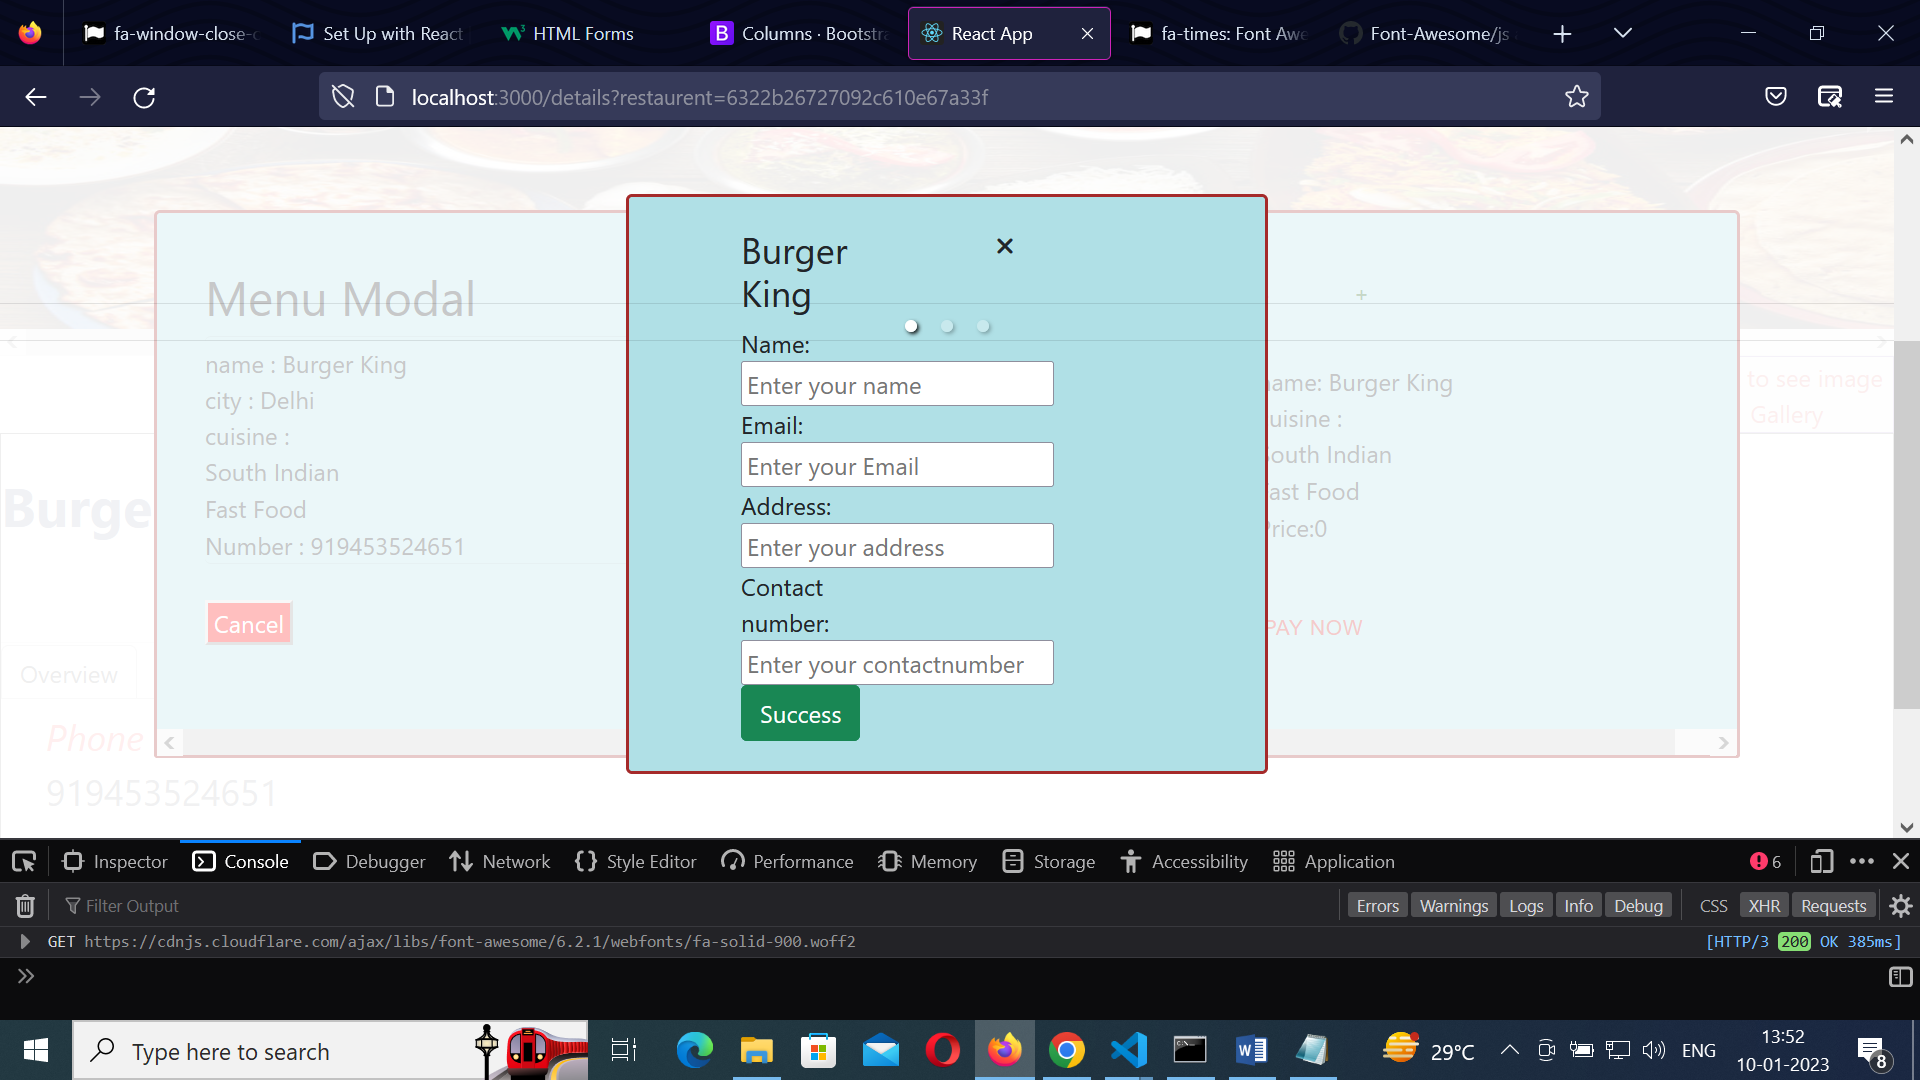 fa-window-close-o
Set Up with React
HTML Forms
Columns · Bootstra
React App
fa-times: Font Awe
Font-Awesome/js
localhost:3000/details?restaurent=6322b26727092c610e67a33f
Burger
King
Name:
Enter your name
Email:
Enter your Email
Address:
Enter your address
Contact
number:
Enter your contactnumber
Success
Menu Modal
name : Burger King
city : Delhi
cuisine :
South Indian
Fast Food
Number : 919453524651
Cancel
+
name: Burger King
uisine :
South Indian
Fast Food
Price:0
PAY NOW
to see image
Gallery
Burge
Overview
Phone
919453524651
Inspector
Console
Debugger
Network
Style Editor
Performance
Memory
Storage
Accessibility
Application
6
Filter Output
Errors
Warnings
Logs
Info
Debug
CSS
XHR
Requests
GET https://cdnjs.cloudflare.com/ajax/libs/font-awesome/6.2.1/webfonts/fa-solid-900.woff2
[HTTP/3 200 OK 385ms]
Type here to search
29°C
ENG
13:52
10-01-2023
8